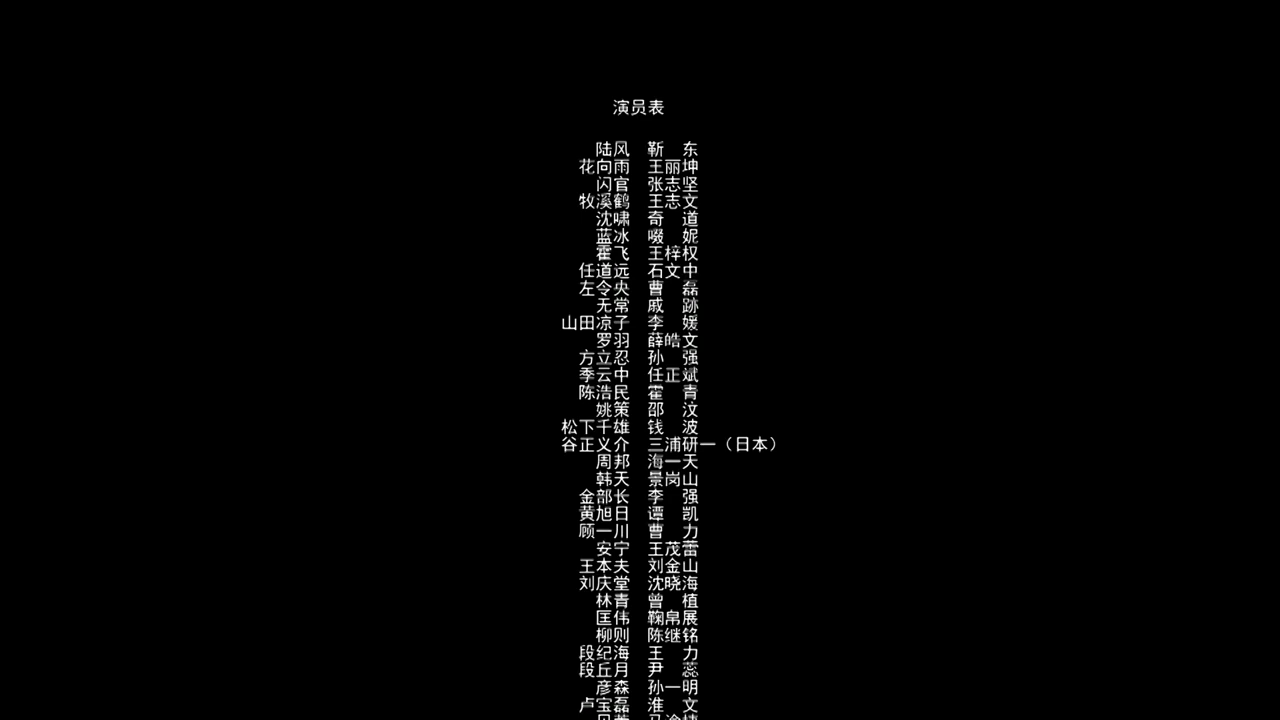 演员表
陆风 靳 东
花向雨 王丽坤
闪官 张志坚
牧溪鹤 王志文
沈啸 奇 道
蓝冰 啜 妮
霍飞 王梓权
任道远 石文中
左令央 曹 磊
无常 戚 跡
山田凉子 李 媛
罗羽 薛皓文
方立忍 孙 强
季云中 任正斌
陈浩民 霍 青
姚策 邵 汶
松下千雄 钱 波
谷正义介 三浦研一（日本）
周邦 海一天
韩天 景岗山
金部长 李 强
黄旭日 谭 凯
顾一川 曹 力
安宁 王茂蕾
王本夫 刘金山
刘庆堂 沈晓海
林青 曾 植
匡伟 鞠帛展
柳则 陈继铭
段纪海 王 力
段丘月 尹 蕊
彦森 孙一明
卢宝磊 淮 文